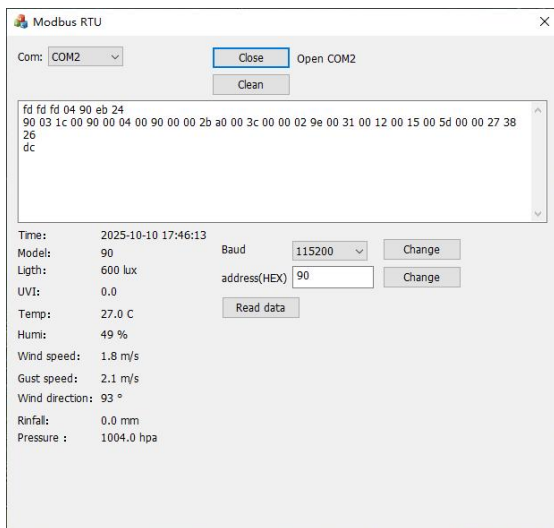 Modbus RTU
Com: COM2 Close Open COM2
Clean
fd fd fd 04 90 eb 24
90 03 1c 00 90 00 04 00 90 00 00 2b a0 00 3c 00 00 02 9e 00 31 00 12 00 15 00 5d 00 00 27 38
26
dc
Time: 2025-10-10 17:46:13
Model: 90
Baud 115200 Change
Ligth: 600 lux
address(HEX) 90 Change
UVI: 0.0
Temp: 27.0 C
Read data
Humi: 49 %
Wind speed: 1.8 m/s
Gust speed: 2.1 m/s
Wind direction: 93 °
Rinfall: 0.0 mm
Pressure : 1004.0 hpa